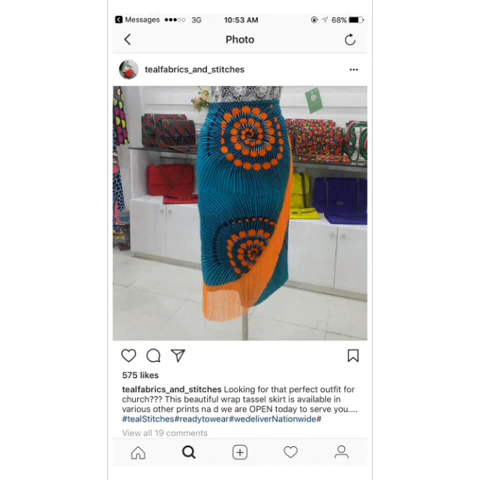 Messages 3G 10:53 AM 68%
Photo
tealfabrics_and_stitches
575 likes
tealfabrics_and_stitches Looking for that perfect outfit for
church??? This beautiful wrap tassel skirt is available in
various other prints na d we are OPEN today to serve you....
#tealStitches#readytowear#wedeliverNationwide#
View all 19 comments